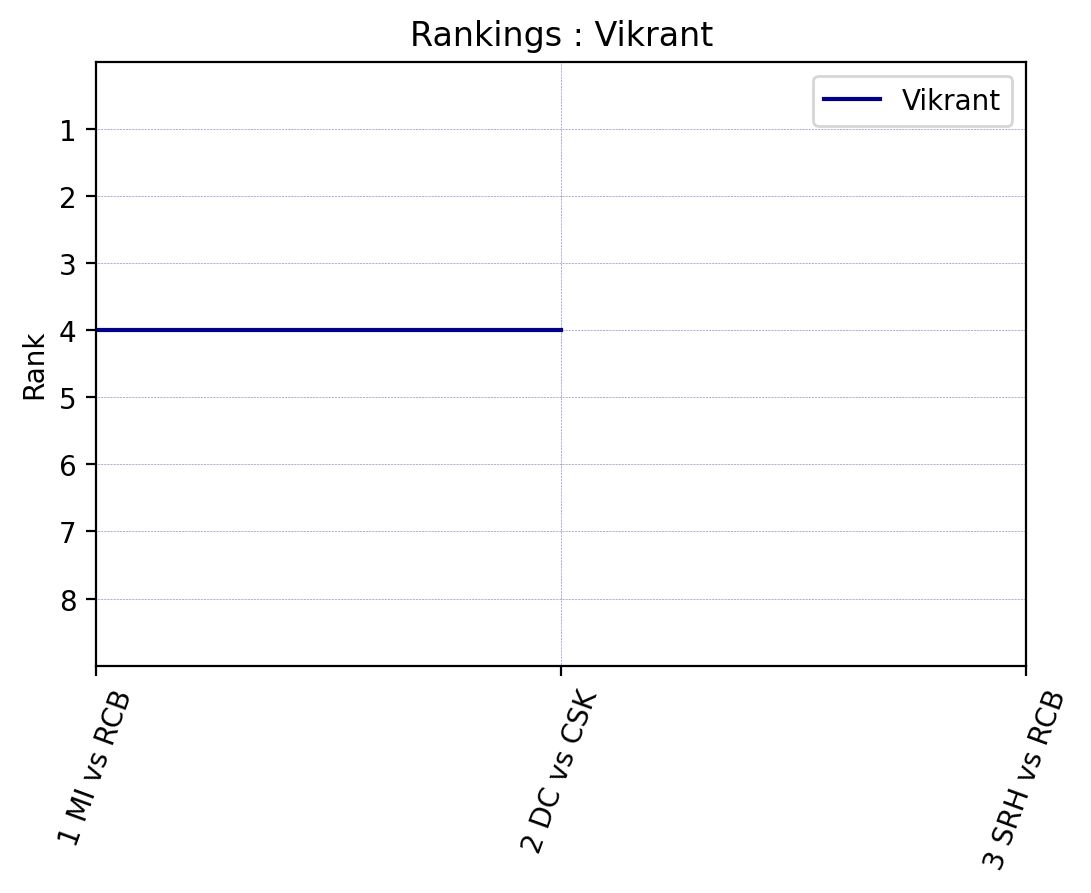 Rankings : Vikrant
Vikrant
Rank
1
2
3
4
5
6
7
8
1 MI vs RCB
2 DC vs CSK
3 SRH vs RCB